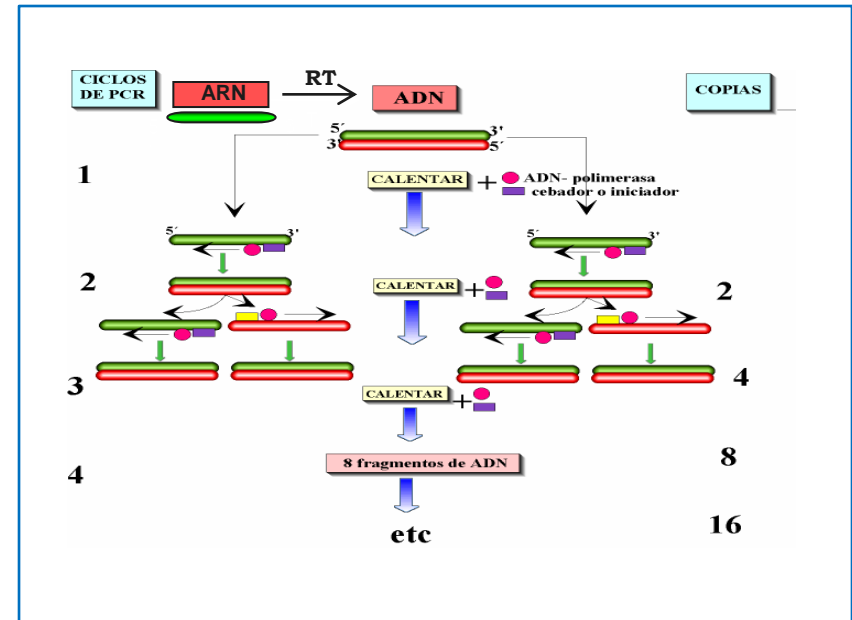 CICLOS
DE PCR
ARN
RT
ADN
COPIAS
5´
3'
3'
5´
1
CALENTAR
+
ADN- polimerasa
cebador o iniciador
5´
3'
5´
3'
2
CALENTAR
+
2
3
CALENTAR
+
4
4
8 fragmentos de ADN
8
etc
16